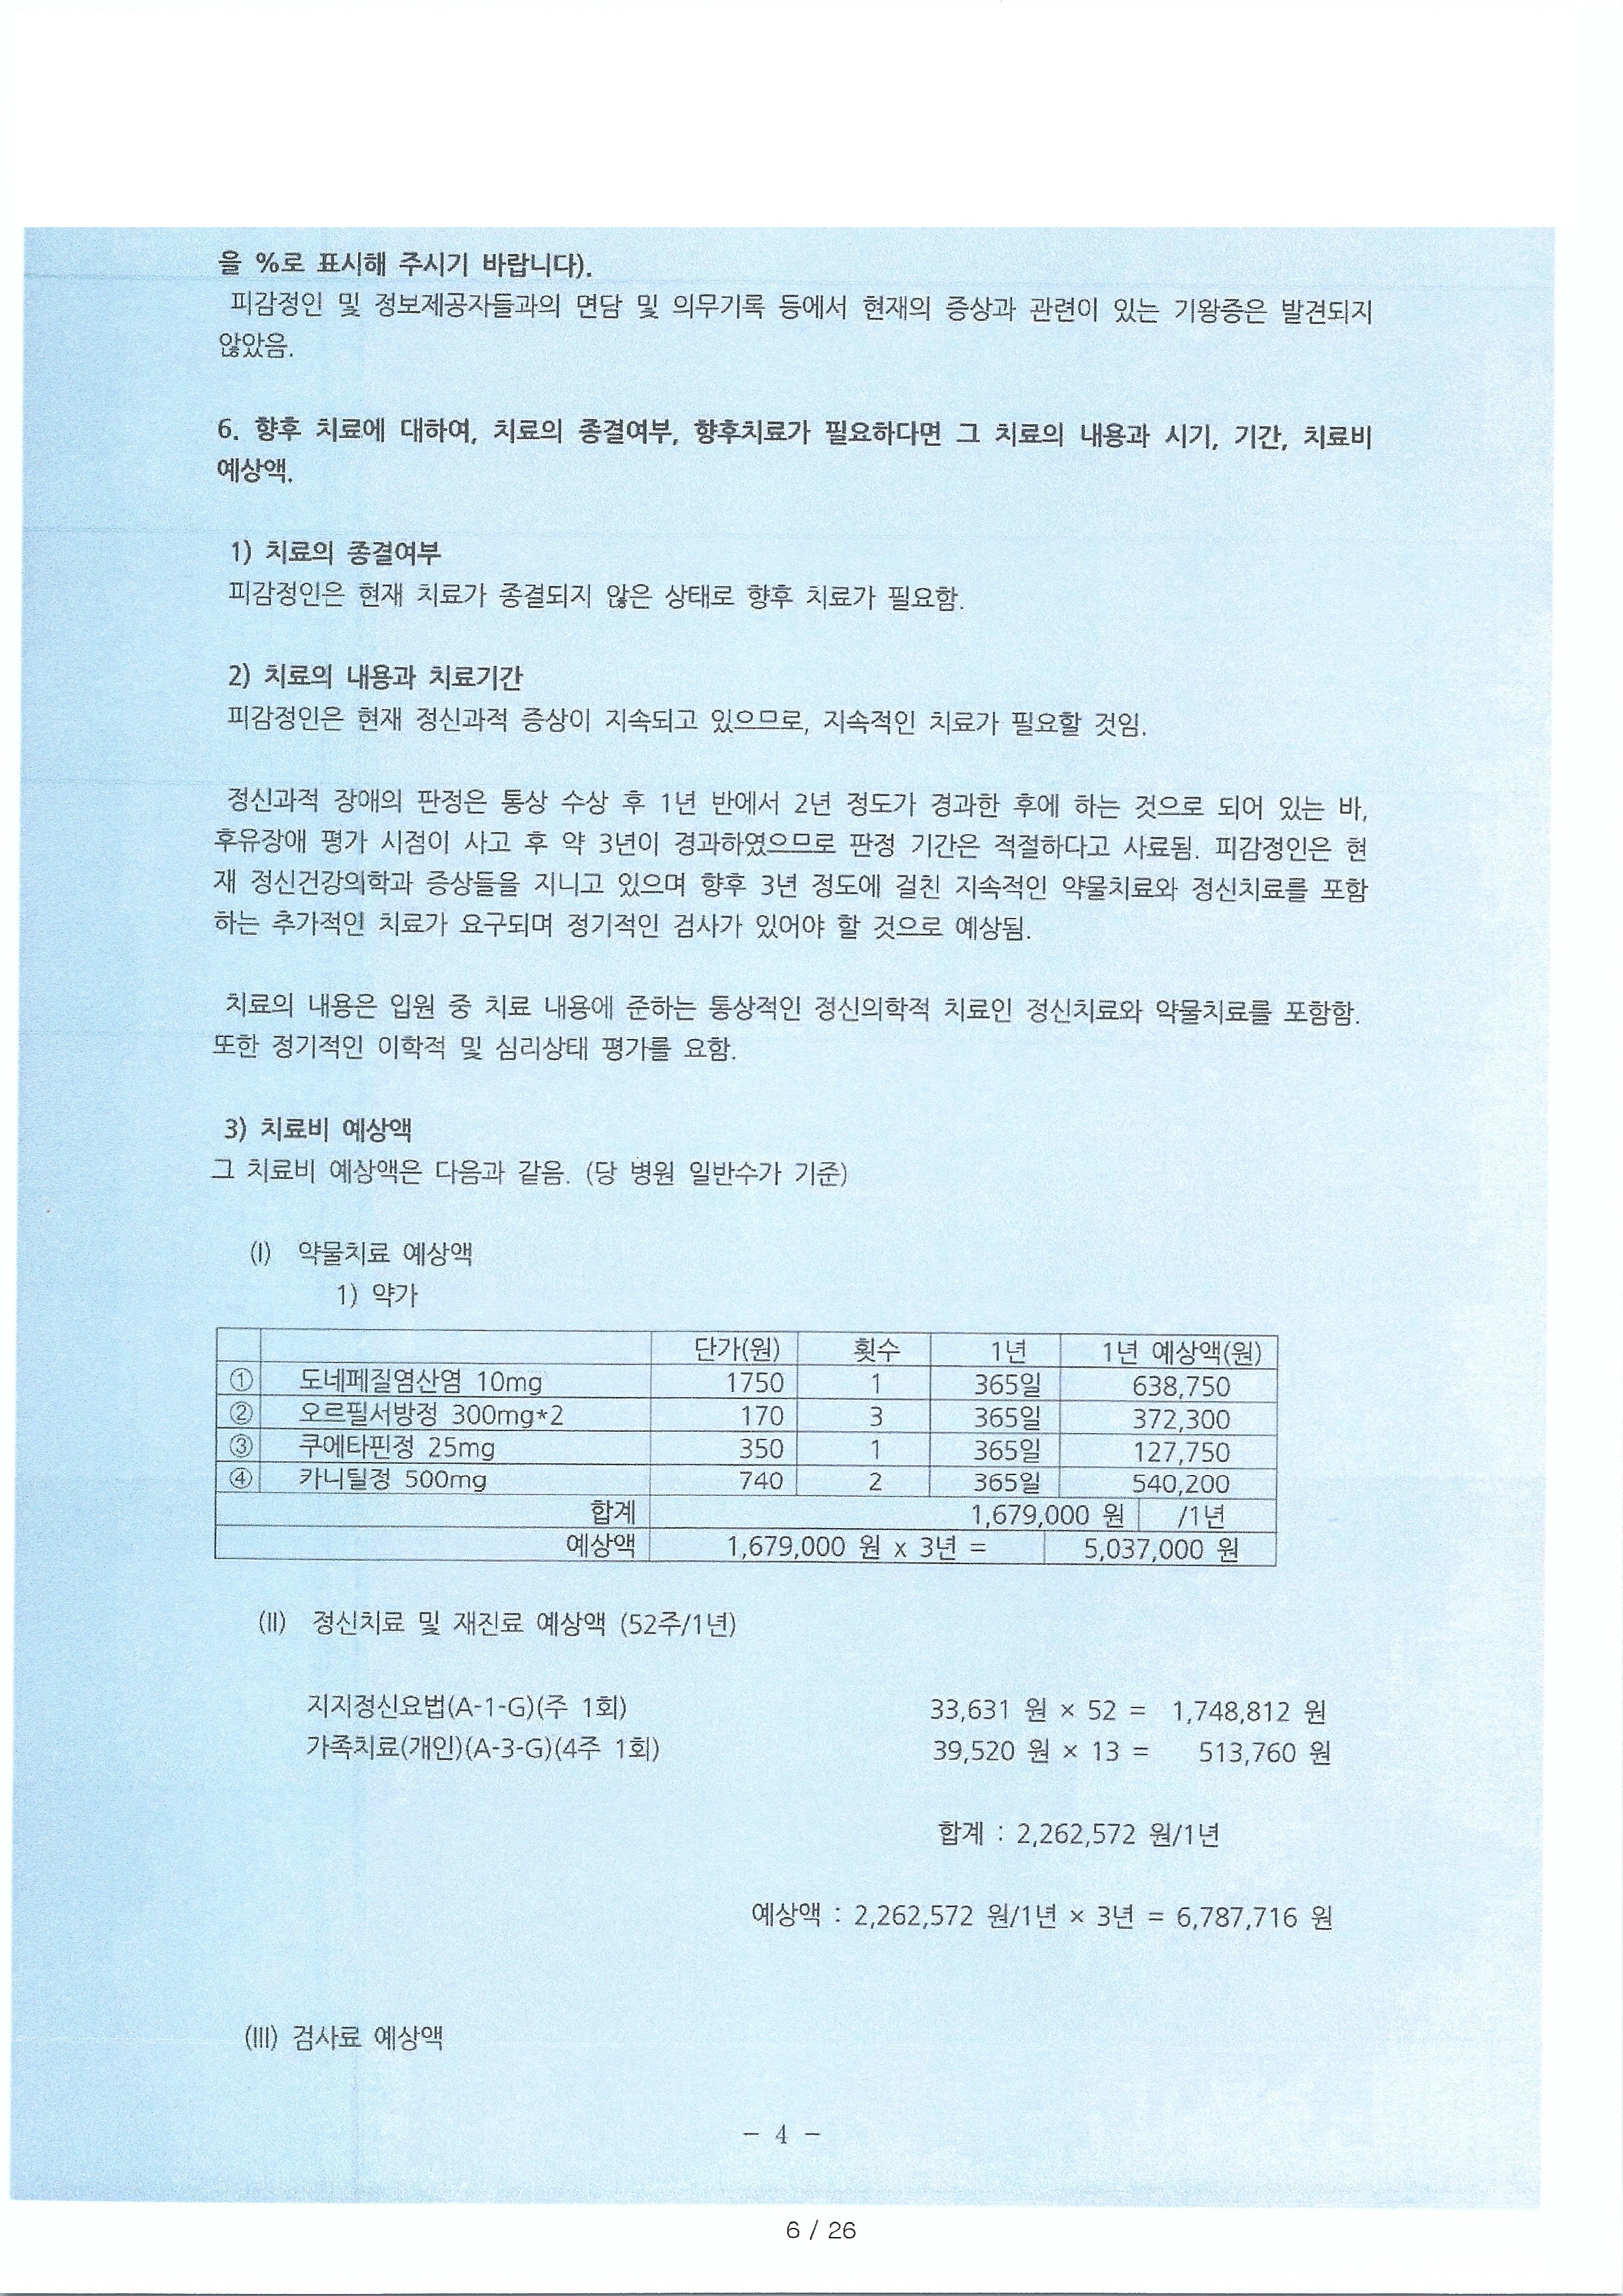 을 %로 표시해 주시기 바랍니다).
피감정인 및 정보제공자들과의 면담 및 의무기록 등에서 현재의 증상과 관련이 있는 기왕증은 발견되지
않았음.
6. 향후 치료에 대하여, 치료의 종결여부, 향후치료가 필요하다면 그 치료의 내용과 시기, 기간, 치료비
예상액.
1) 치료의 종결여부
피감정인은 현재 치료가 종결되지 않은 상태로 향후 치료가 필요함.
2) 치료의 내용과 치료기간
피감정인은 현재 정신과적 증상이 지속되고 있으므로, 지속적인 치료가 필요할 것임.
정신과적 장애의 판정은 통상 수상 후 1년 반에서 2년 정도가 경과한 후에 하는 것으로 되어 있는 바,
후유장애 평가 시점이 사고 후 약 3년이 경과하였으므로 판정 기간은 적절하다고 사료됨. 피감정인은 현
재 정신건강의학과 증상들을 지니고 있으며 향후 3년 정도에 걸친 지속적인 약물치료와 정신치료를 포함
하는 추가적인 치료가 요구되며 정기적인 검사가 있어야 할 것으로 예상됨.
치료의 내용은 입원 중 치료 내용에 준하는 통상적인 정신의학적 치료인 정신치료와 약물치료를 포함함.
또한 정기적인 이학적 및 심리상태 평가를 요함.
3) 치료비 예상액
그 치료비 예상액은 다음과 같음. (당 병원 일반수가 기준)
(I) 약물치료 예상액
1) 약가
단가(원) 횟수 1년 1년 예상액(원)
① 도네페질염산염 10mg 1750 1 365일 638,750
② 오르필서방정 300mg*2 170 3 365일 372,300
③ 쿠에타핀정 25mg 350 1 365일 127,750
④ 카니틸정 500mg 740 2 365일 540,200
합계 1,679,000 원 /1년
예상액 1,679,000 원 x 3년 = 5,037,000 원
(II) 정신치료 및 재진료 예상액 (52주/1년)
지지정신요법(A-1-G)(주 1회) 33,631 원 × 52 = 1,748,812 원
가족치료(개인)(A-3-G)(4주 1회) 39,520 원 × 13 = 513,760 원
합계 : 2,262,572 원/1년
예상액 : 2,262,572 원/1년 × 3년 = 6,787,716 원
(III) 검사료 예상액
- 4 -
6 / 26